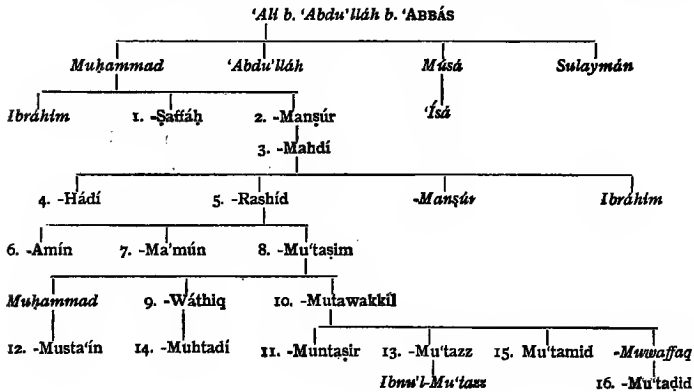 ‘Alí b. ‘Abdu’lláh b. ‘ABBÁS
Muḥammad ‘Abdu’lláh Músá Sulaymán
Ibráhím 1. -Ṣaffáḥ 2. -Manṣúr ‘Ísá
3. -Mahdí
4. -Hádí 5. -Rashíd -Manṣúr Ibráhím
6. -Amín 7. -Ma’mún 8. -Mu‘taṣim
Muḥammad 9. -Wáthiq 10. -Mutawakkíl
12. -Musta‘ín 14. -Muhtadí 11. -Muntaṣir 13. -Mu‘tazz 15. Mu‘tamid -Muwaffaq
Ibnu’l-Mu‘tazz 16. -Mu‘taḍid